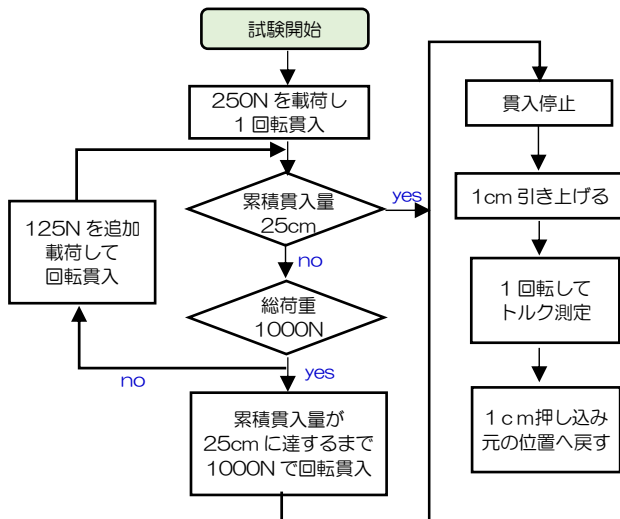 試験開始
250N を載荷し
1 回転貫入
累積貫入量
25cm
yes
no
125N を追加
載荷して
回転貫入
総荷重
1000N
no
yes
累積貫入量が
25cm に達するまで
1000N で回転貫入
貫入停止
1cm 引き上げる
1 回転して
トルク測定
1cm押し込み
元の位置へ戻す